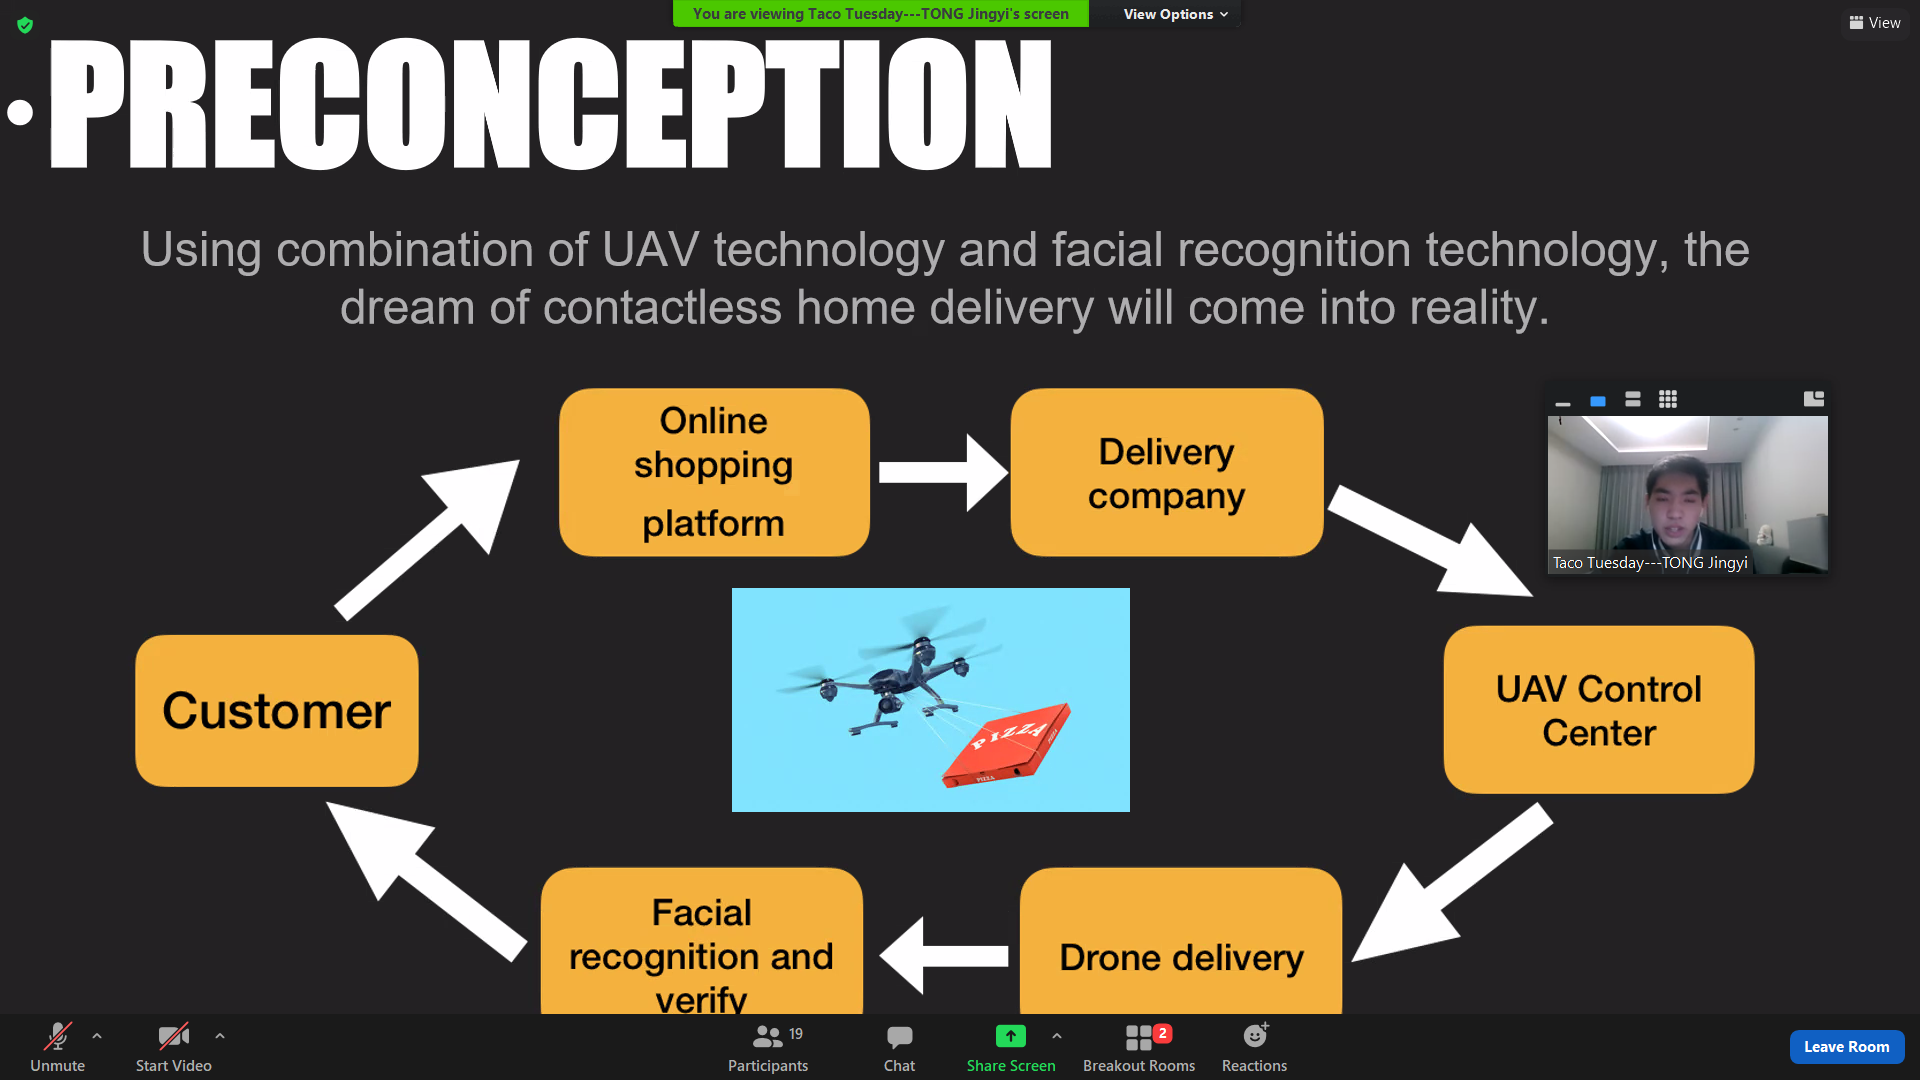 You are viewing Taco Tuesday---TONG Jingyi's screen
View Options
View
• PRECONCEPTION
Using combination of UAV technology and facial recognition technology, the
dream of contactless home delivery will come into reality.
Online
shopping
platform
Delivery
company
Taco Tuesday---TONG Jingyi
Customer
PIZZA
PIZZA
PIZZA
UAV Control
Center
Facial
recognition and
verify
Drone delivery
Unmute
Start Video
19
Participants
Chat
Share Screen
2
Breakout Rooms
Reactions
Leave Room